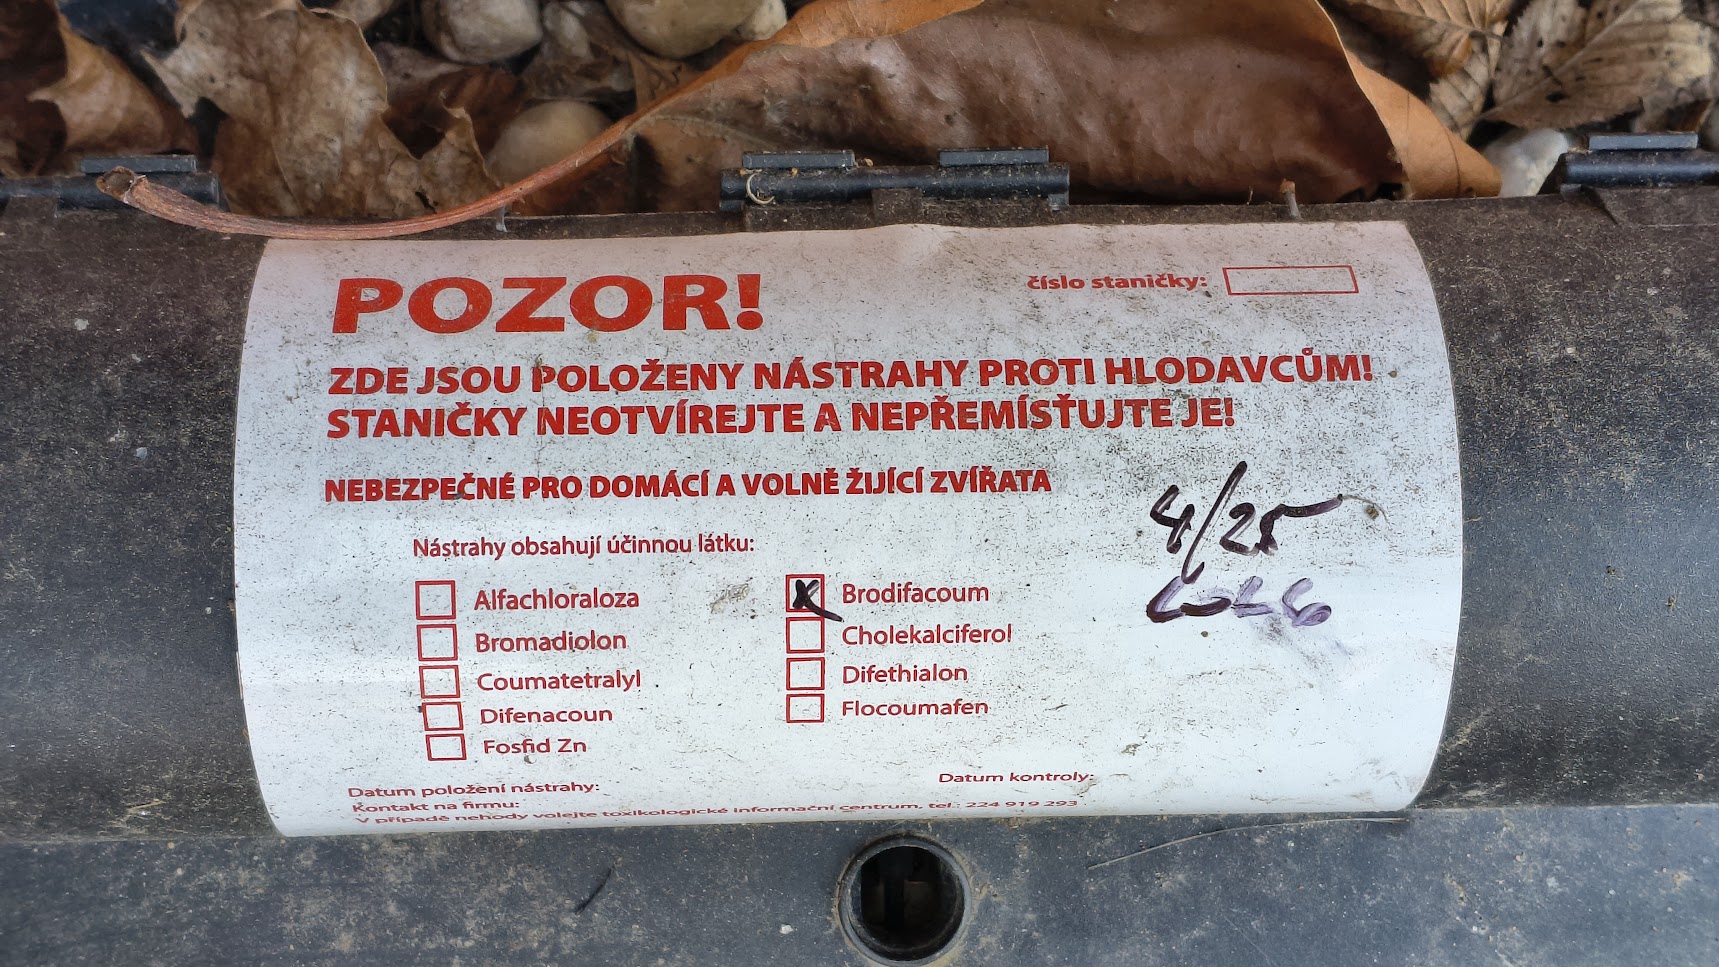 POZOR!
číslo staničky:
ZDE JSOU POLOŽENY NÁSTRAHY PROTI HLODAVCŮM!
STANIČKY NEOTVÍREJTE A NEPŘEMÍSŤUJTE JE!
NEBEZPEČNÉ PRO DOMÁCÍ A VOLNĚ ŽIJÍCÍ ZVÍŘATA
4/25
Nástrahy obsahují účinnou látku:
Alfachloraloza
Bromadiolon
Coumatetralyl
Difenacoun
Fosfid Zn
X Brodifacoum
Cholekalciferol
Difethialon
Flocoumafen
Datum položení nástrahy:
Datum kontroly:
Kontakt na firmu:
V případě nehody volejte toxikologické informační centrum, tel.: 224 919 293